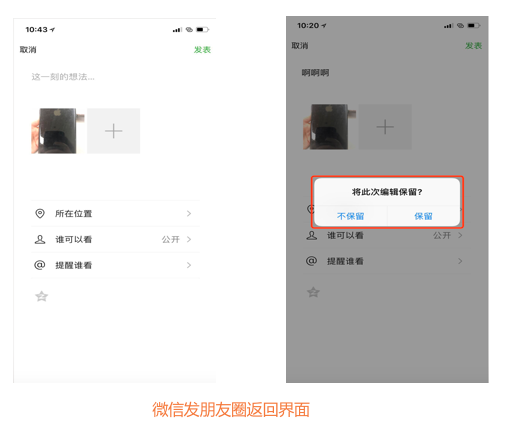 10:43
取消
发表
这一刻的想法...
所在位置
谁可以看
公开
提醒谁看
10:20
取消
发表
啊啊啊
将此次编辑保留?
不保留
保留
谁可以看
公开
提醒谁看
微信发朋友圈返回界面